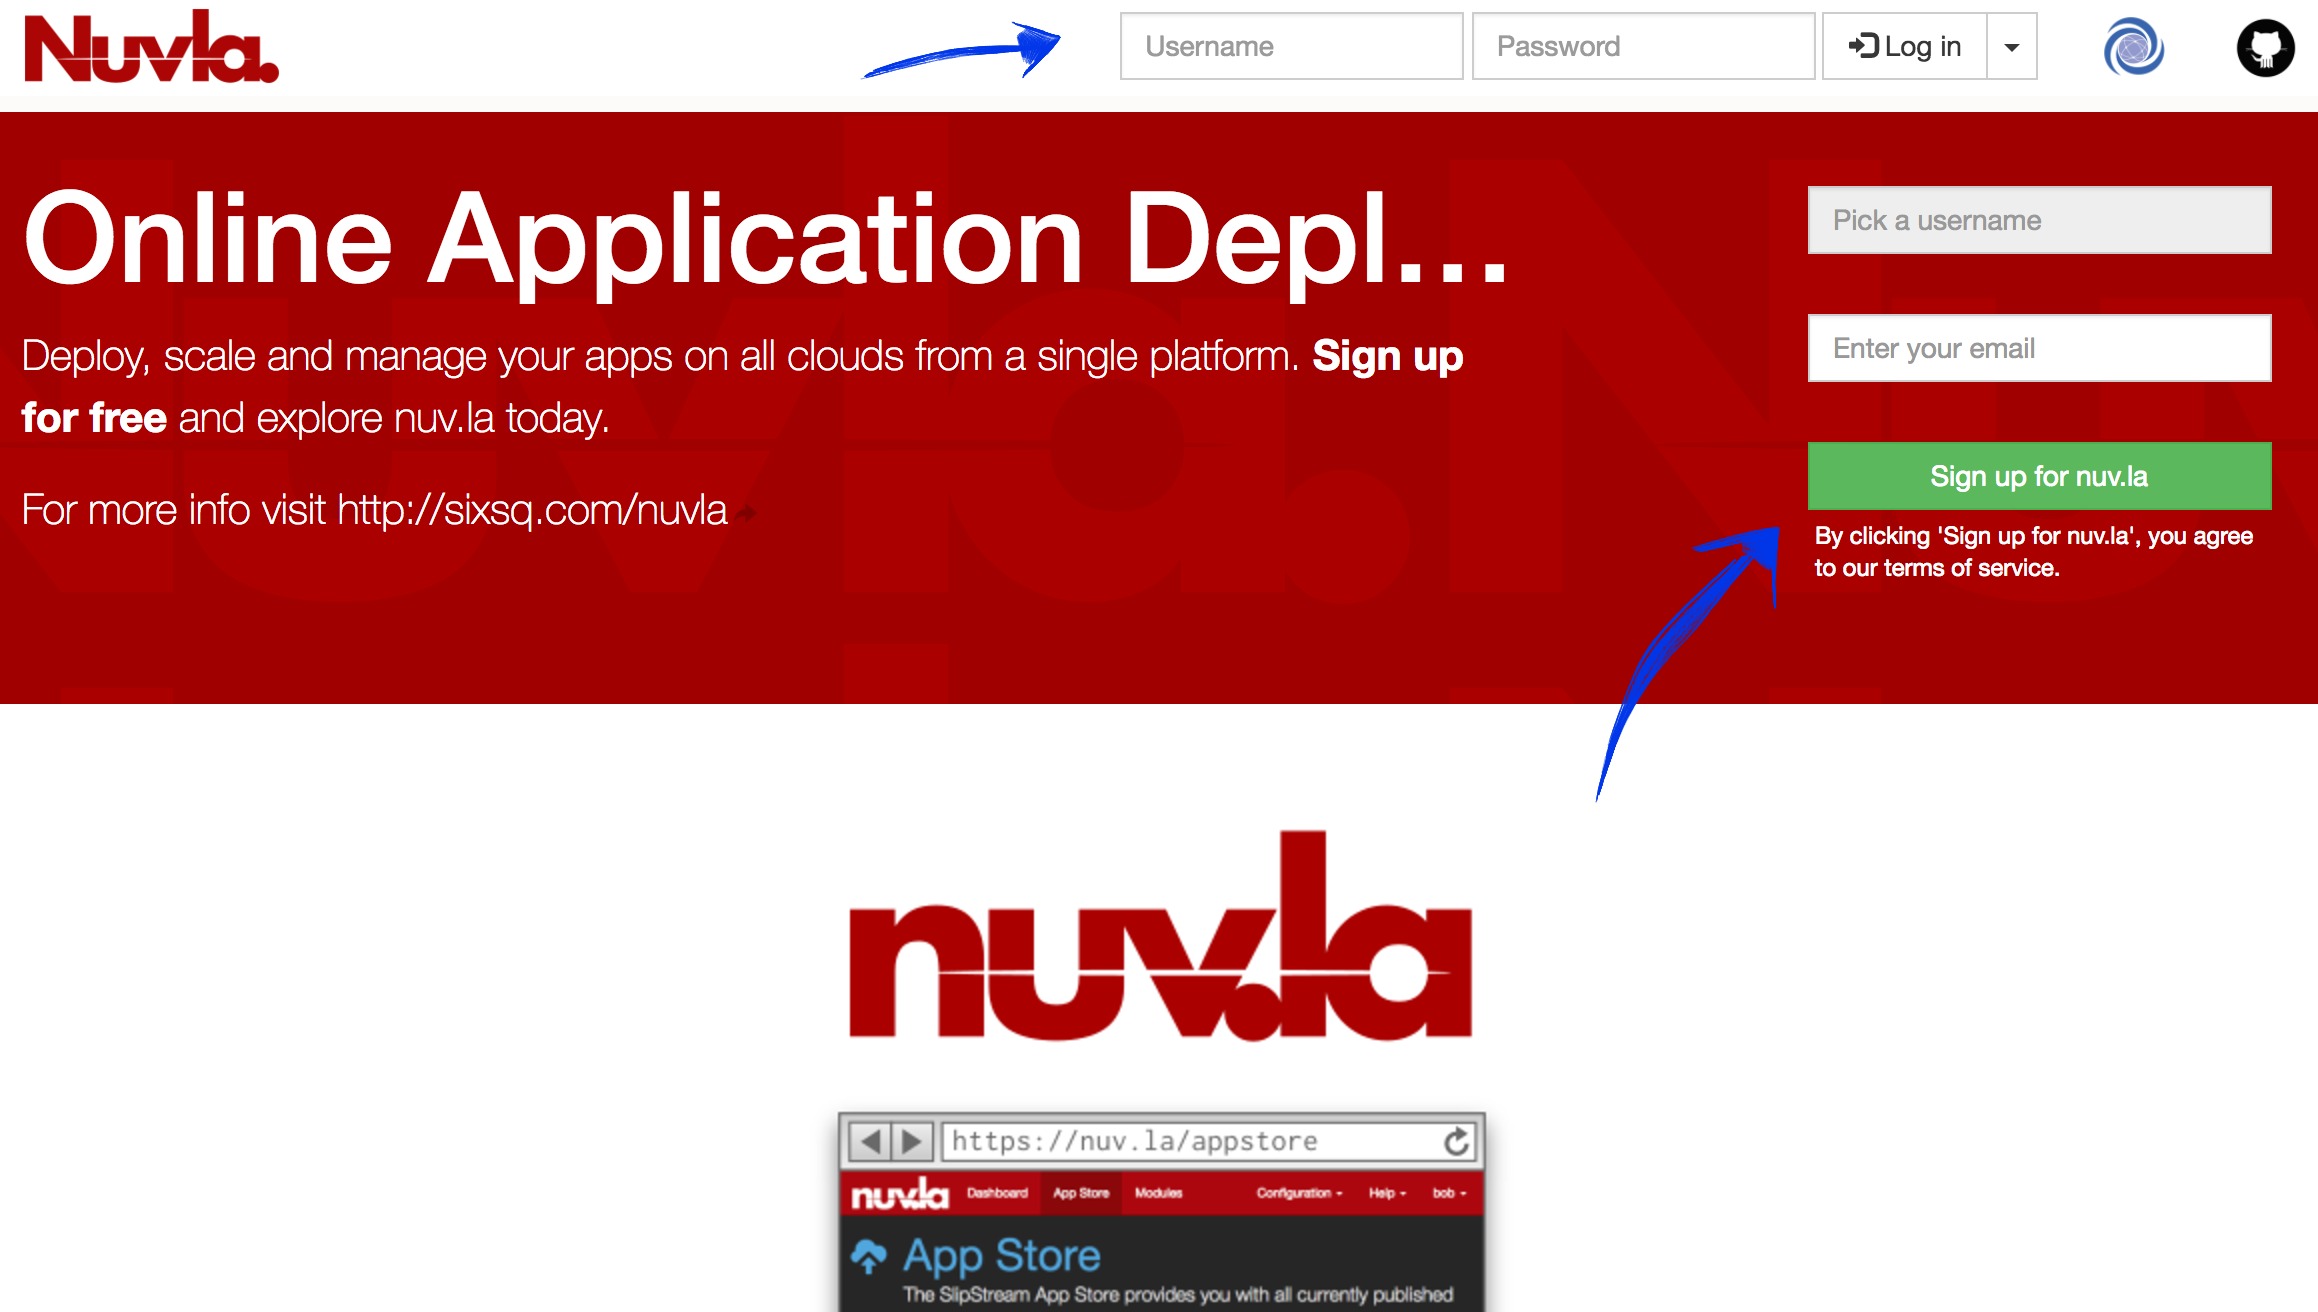 Nuvla.
Username
Password
Log in
Online Application Depl...
Deploy, scale and manage your apps on all clouds from a single platform. Sign up
for free and explore nuv.la today.
For more info visit http://sixsq.com/nuvla
Pick a username
Enter your email
Sign up for nuv.la
By clicking 'Sign up for nuv.la', you agree
to our terms of service.
nuv.la
https://nuv.la/appstore
nuv.la Dashboard App Store Modules Configuration Help bob
App Store
The SlipStream App Store provides you with all currently published